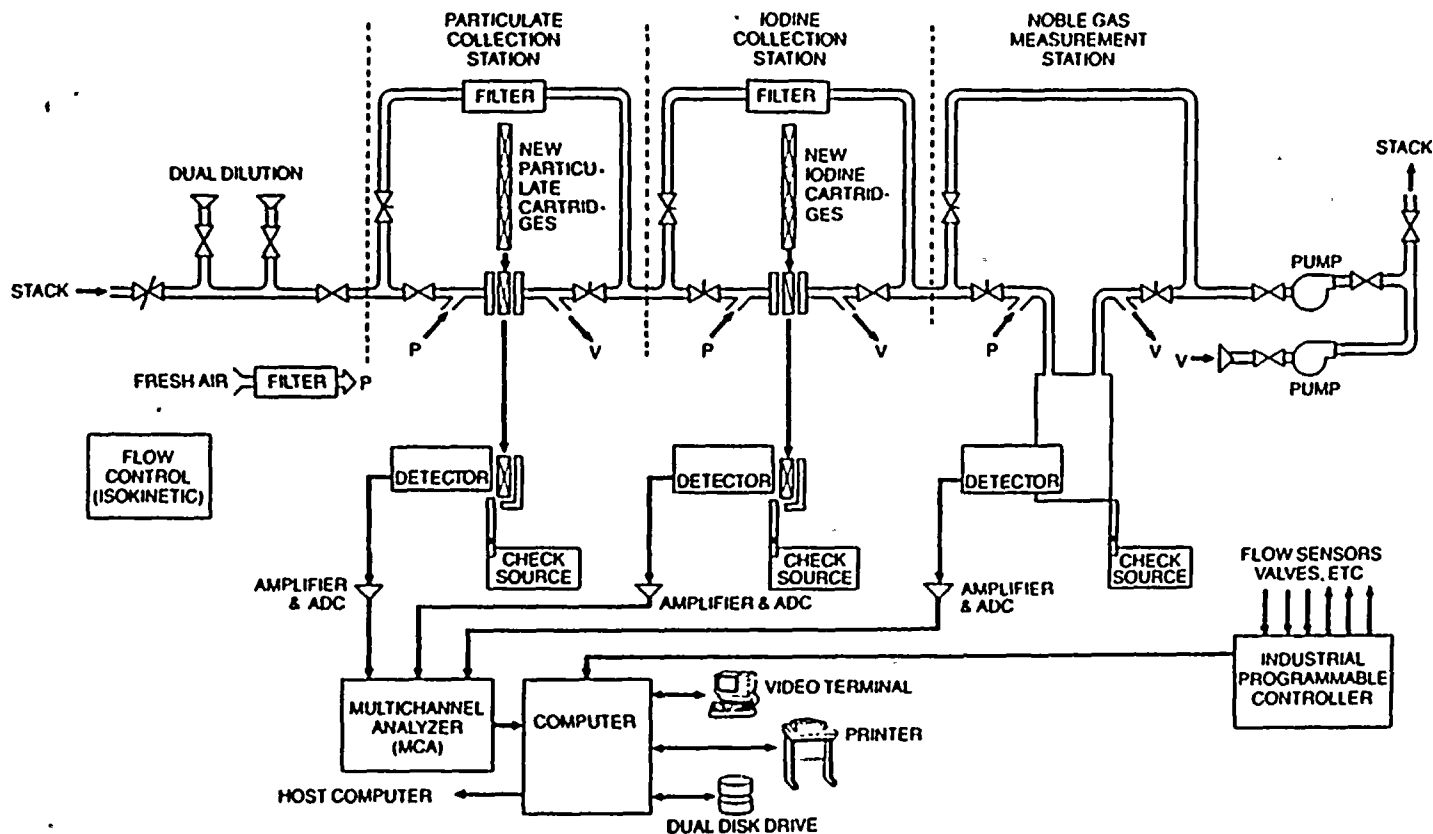 PARTICULATE
COLLECTION
STATION
IODINE
COLLECTION
STATION
NOBLE GAS
MEASUREMENT
STATION
FILTER
FILTER
NEW
PARTICU-
LATE
CARTRID-
GES
NEW
IODINE
CARTRID-
GES
DUAL DILUTION
STACK
STACK
PUMP
P
V
P
V
P
V
V
PUMP
FRESH AIR
FILTER
P
FLOW
CONTROL
(ISOKINETIC)
DETECTOR
DETECTOR
DETECTOR
CHECK
SOURCE
CHECK
SOURCE
CHECK
SOURCE
AMPLIFIER
& ADC
AMPLIFIER & ADC
AMPLIFIER
& ADC
FLOW SENSORS
VALVES, ETC
INDUSTRIAL
PROGRAMMABLE
CONTROLLER
MULTICHANNEL
ANALYZER
(MCA)
COMPUTER
VIDEO TERMINAL
PRINTER
HOST COMPUTER
DUAL DISK DRIVE